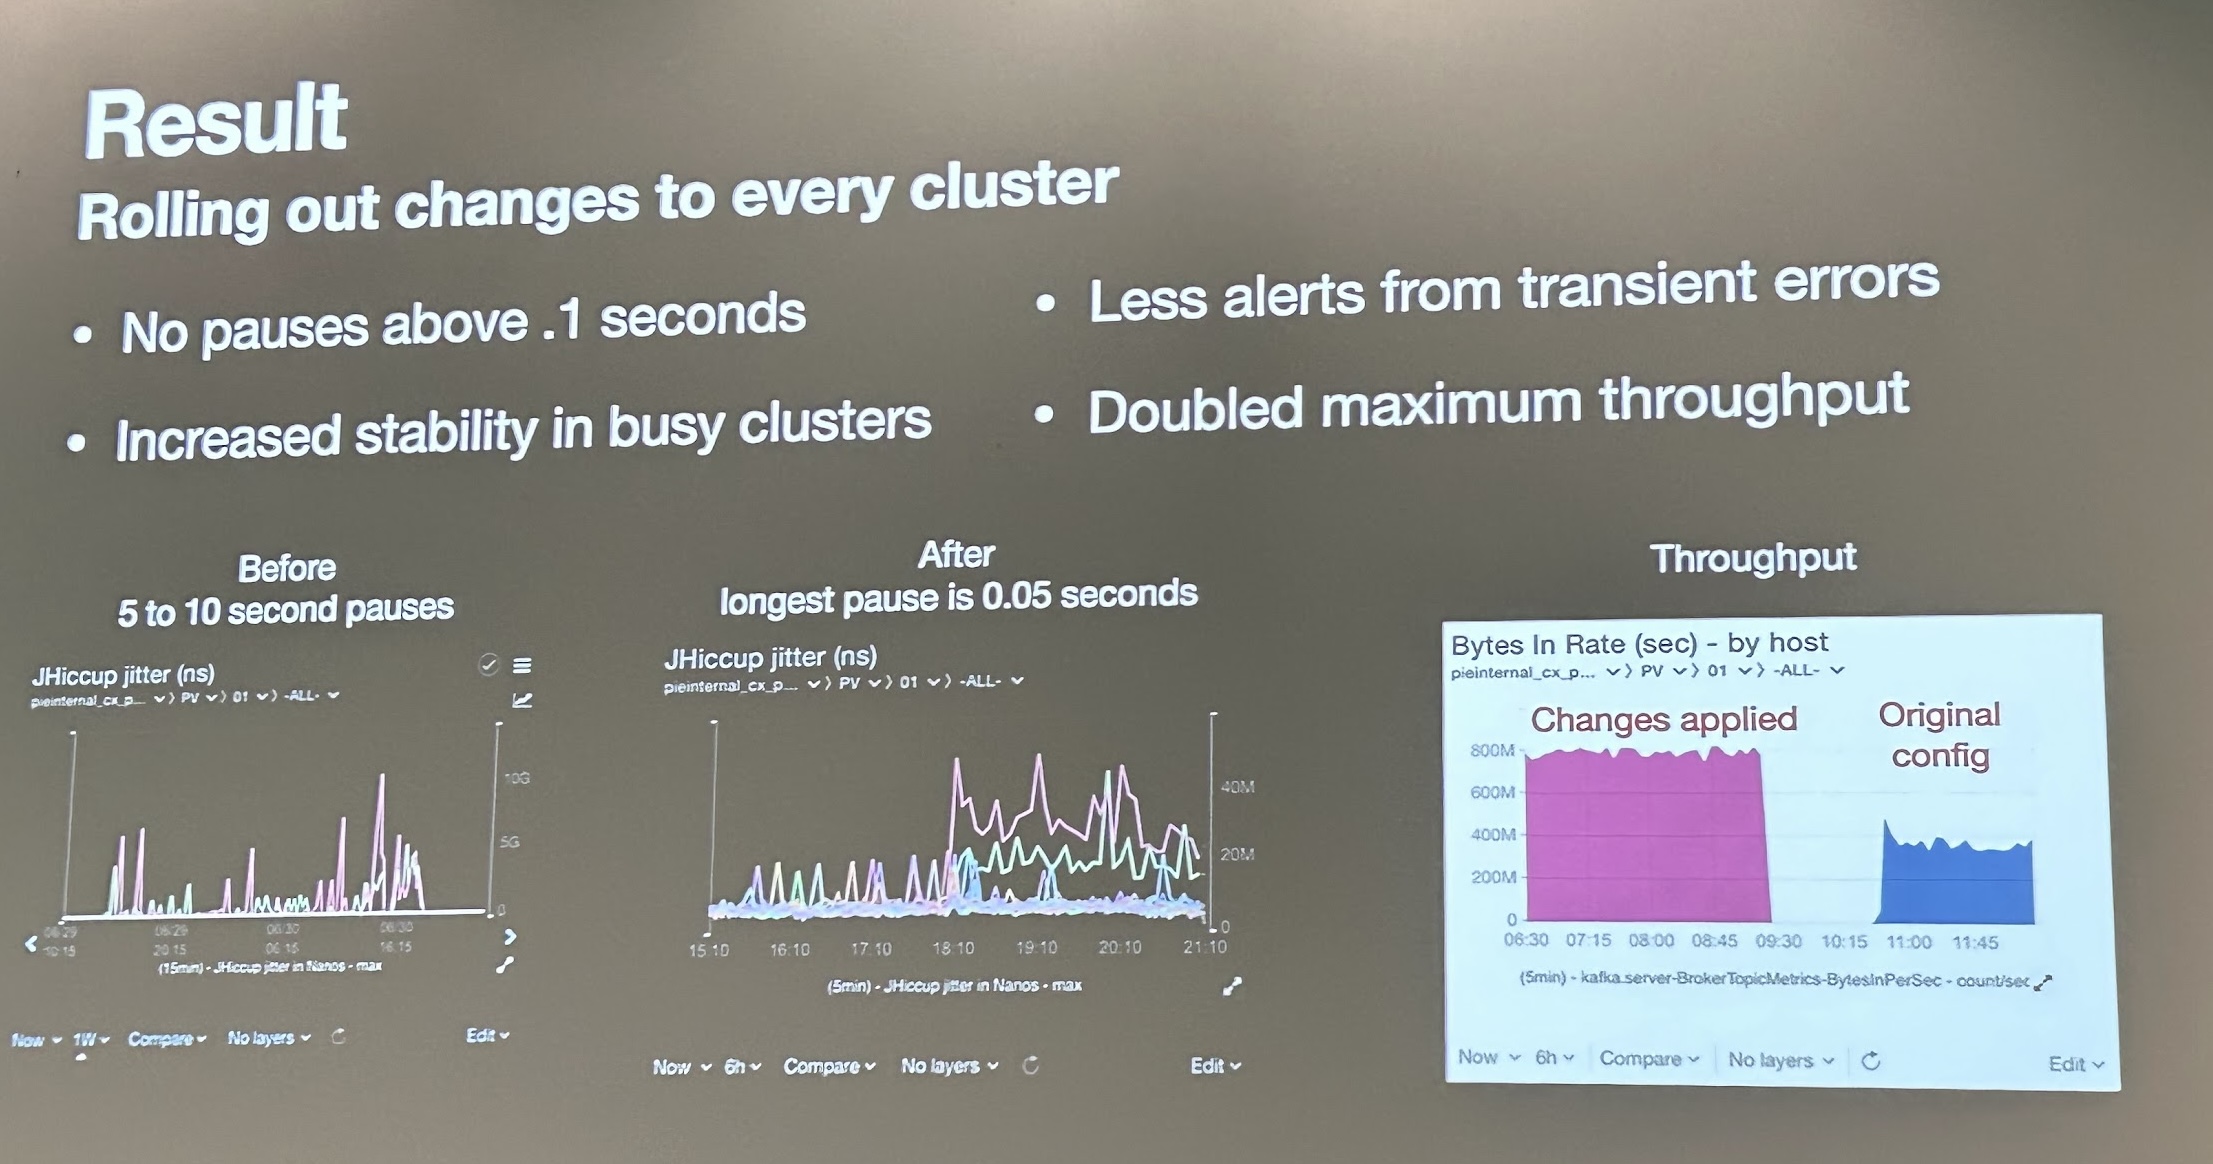 Result
Rolling out changes to every cluster
• No pauses above .1 seconds
• Increased stability in busy clusters
• Less alerts from transient errors
• Doubled maximum throughput
Before
5 to 10 second pauses
JHiccup jitter (ns)
pieinternal_cx_p... PV 01 -ALL-
10G
5G
0
06/29 06/29 06/30 06/30
10:15 20:15 06:15 16:15
(15min) - JHiccup jitter in Nanos - max
Now 1W Compare No layers Edit
After
longest pause is 0.05 seconds
JHiccup jitter (ns)
pieinternal_cx_p... PV 01 -ALL-
40M
20M
0
15:10 16:10 17:10 18:10 19:10 20:10 21:10
(5min) - JHiccup jitter in Nanos - max
Now 6h Compare No layers Edit
Throughput
Bytes In Rate (sec) - by host
pieinternal_cx_p... PV 01 -ALL-
Changes applied
Original
config
800M
600M
400M
200M
0
06:30 07:15 08:00 08:45 09:30 10:15 11:00 11:45
(5min) - kafka.server-BrokerTopicMetrics-BytesInPerSec - count/sec
Now 6h Compare No layers Edit